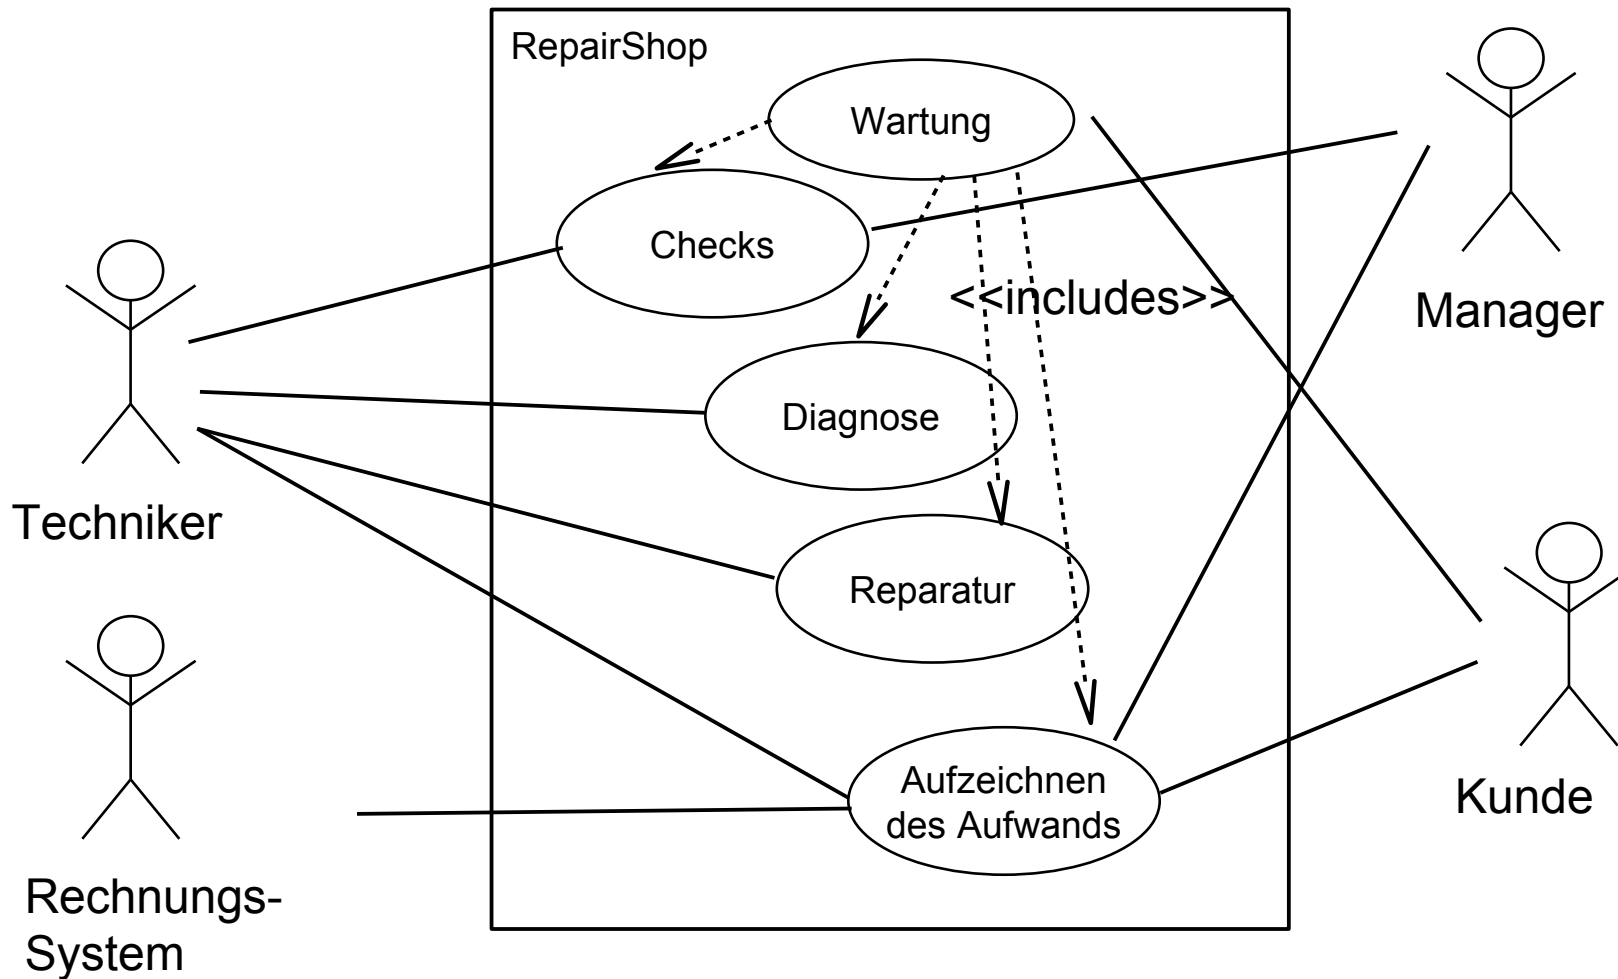 RepairShop
Wartung
Checks
<<includes>>
Manager
Diagnose
Techniker
Reparatur
Aufzeichnen
des Aufwands
Kunde
Rechnungs-
System